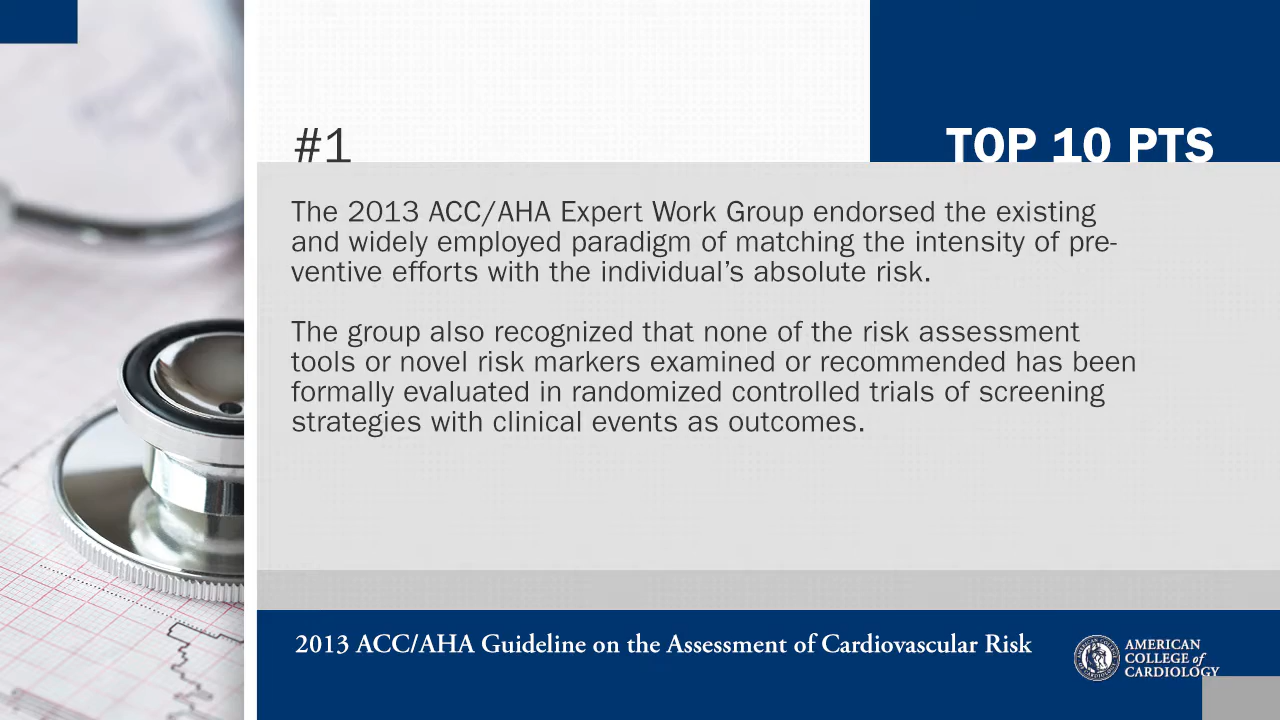 #1
TOP 10 PTS
The 2013 ACC/AHA Expert Work Group endorsed the existing
and widely employed paradigm of matching the intensity of pre-
ventive efforts with the individual’s absolute risk.
The group also recognized that none of the risk assessment
tools or novel risk markers examined or recommended has been
formally evaluated in randomized controlled trials of screening
strategies with clinical events as outcomes.
2013 ACC/AHA Guideline on the Assessment of Cardiovascular Risk
AMERICAN
COLLEGE of
CARDIOLOGY